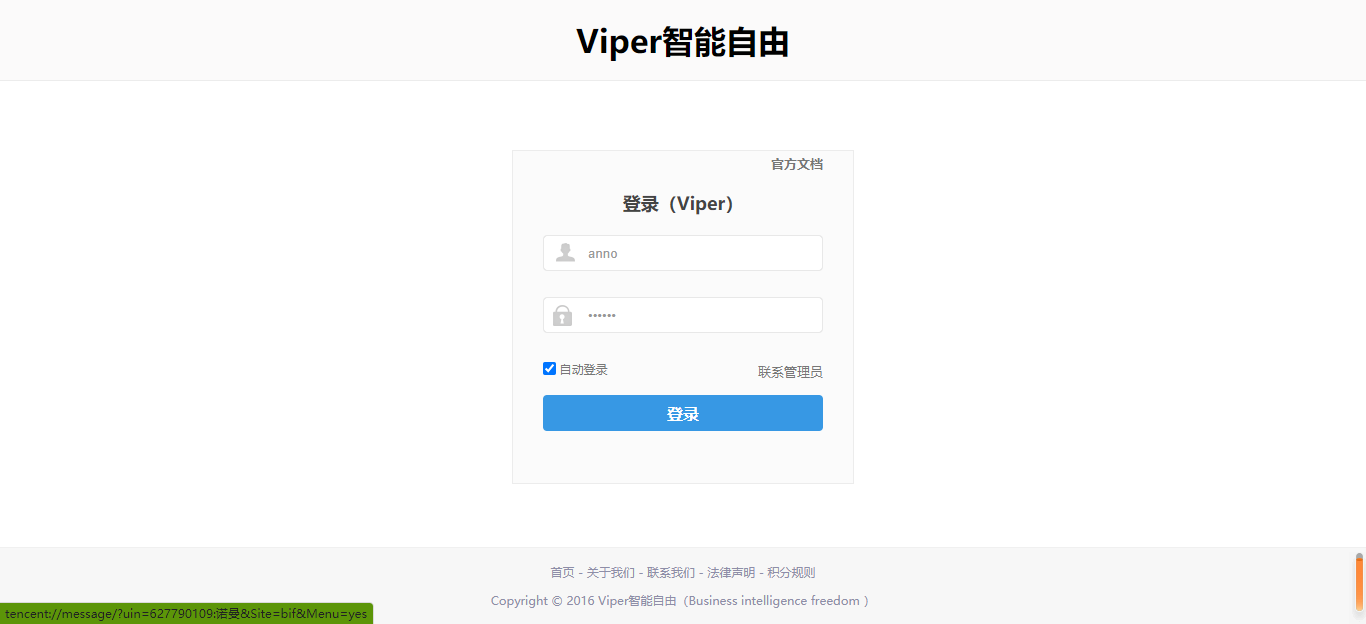 Viper智能自由
官方文档
登录（Viper）
anno
••••••
自动登录
联系管理员
登录
首页 - 关于我们 - 联系我们 - 法律声明 - 积分规则
Copyright © 2016 Viper智能自由（Business intelligence freedom ）
tencent://message/?uin=627790109:诺曼&Site=bif&Menu=yes